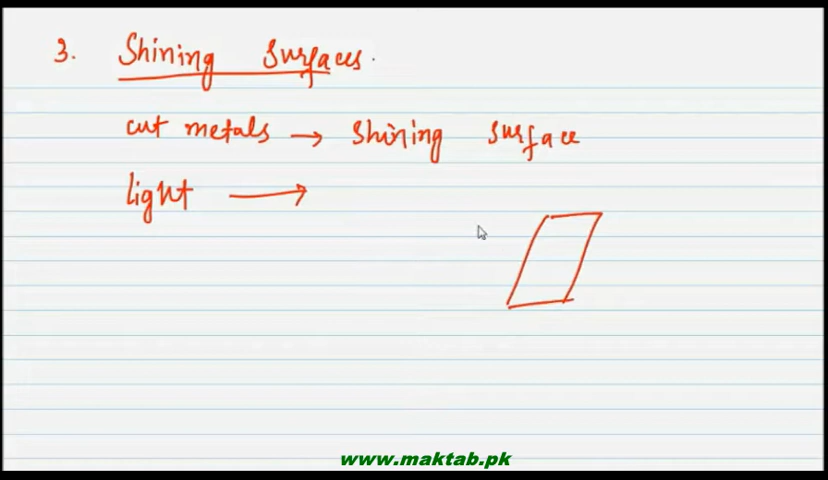 3. Shining Surfaces.
cut metals → Shining surface
light →
www.maktab.pk